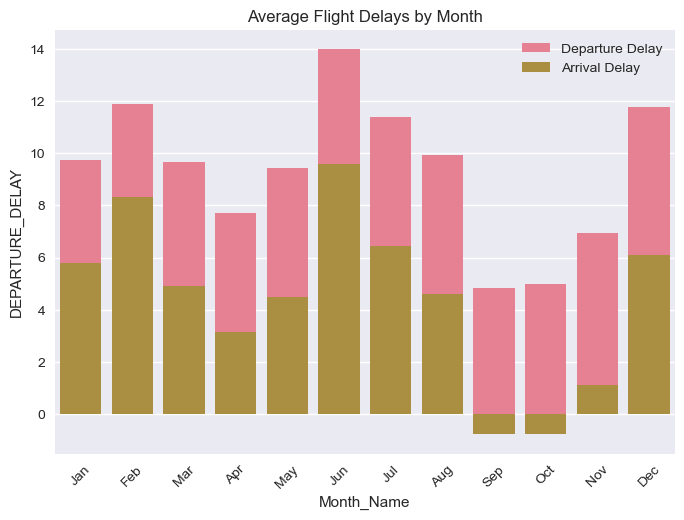 Average Flight Delays by Month
Departure Delay
Arrival Delay
DEPARTURE_DELAY
14
12
10
8
6
4
2
0
Jan Feb Mar Apr May Jun Jul Aug Sep Oct Nov Dec
Month_Name